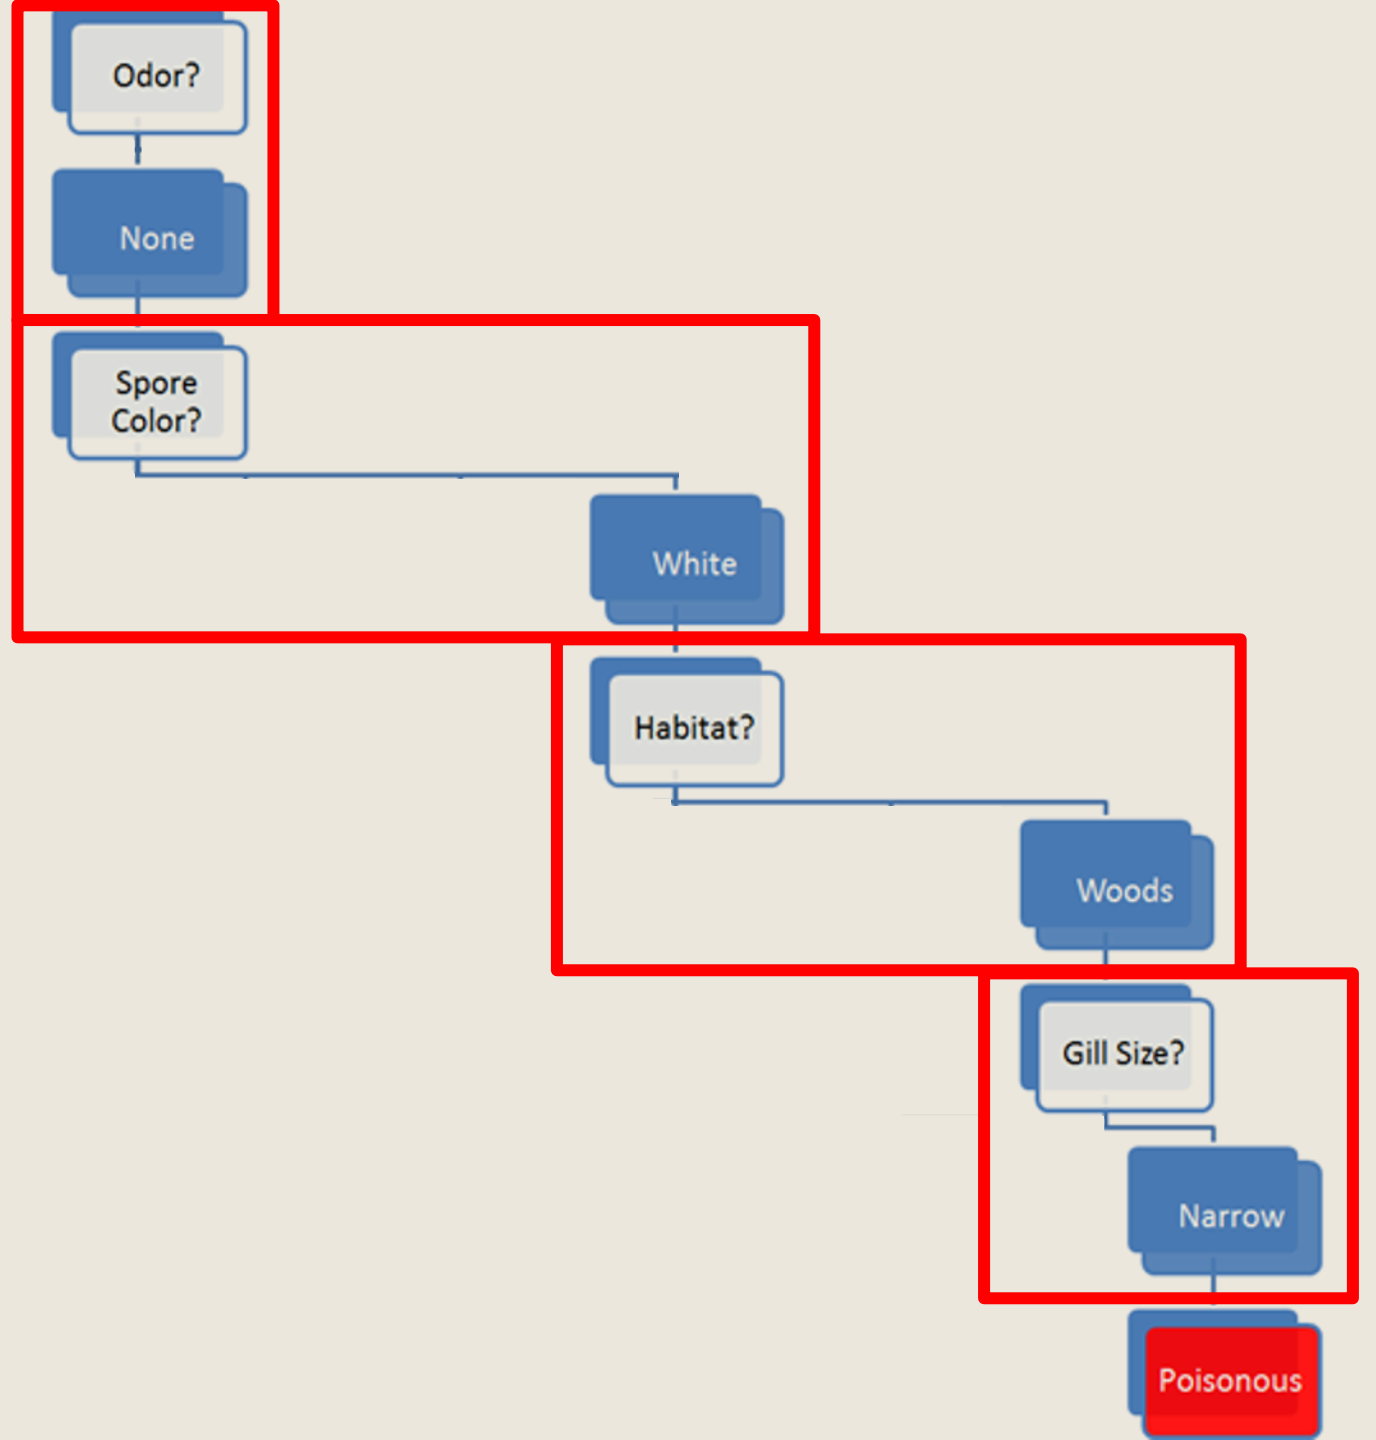 Odor?
None
Spore
Color?
White
Habitat?
Woods
Gill Size?
Narrow
Poisonous